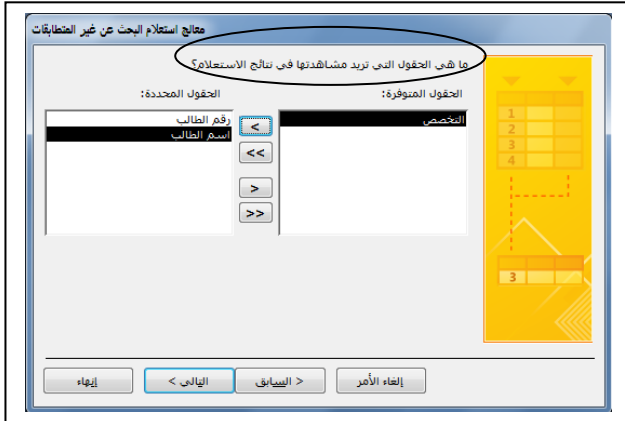 معالج استعلام البحث عن غير المتطابقات
ما هي الحقول التي تريد مشاهدتها في نتائج الاستعلام؟
الحقول المتوفرة:
الحقول المحددة:
التخصص
رقم الطالب
اسم الطالب
>
>>
<
<<
1
2
3
4
3
إلغاء الأمر
< السابق
التالي >
إنهاء